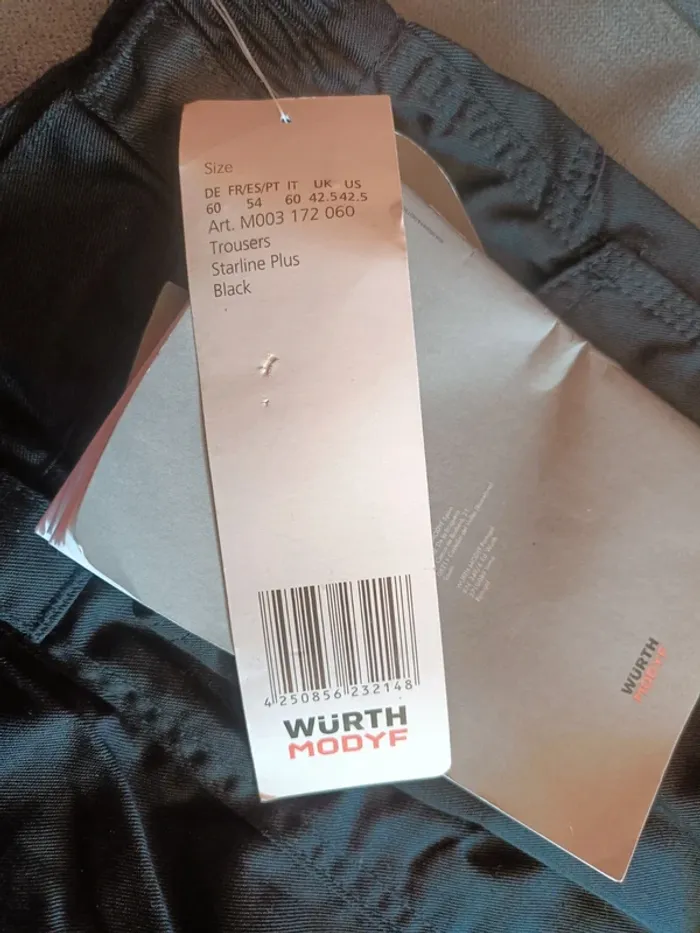 Size
DE FR/ES/PT IT UK US
60 54 60 42.5 42.5
Art. M003 172 060
Trousers
Starline Plus
Black
4 250856 232148
WÜRTH
MODYF
WÜRTH
MODYF